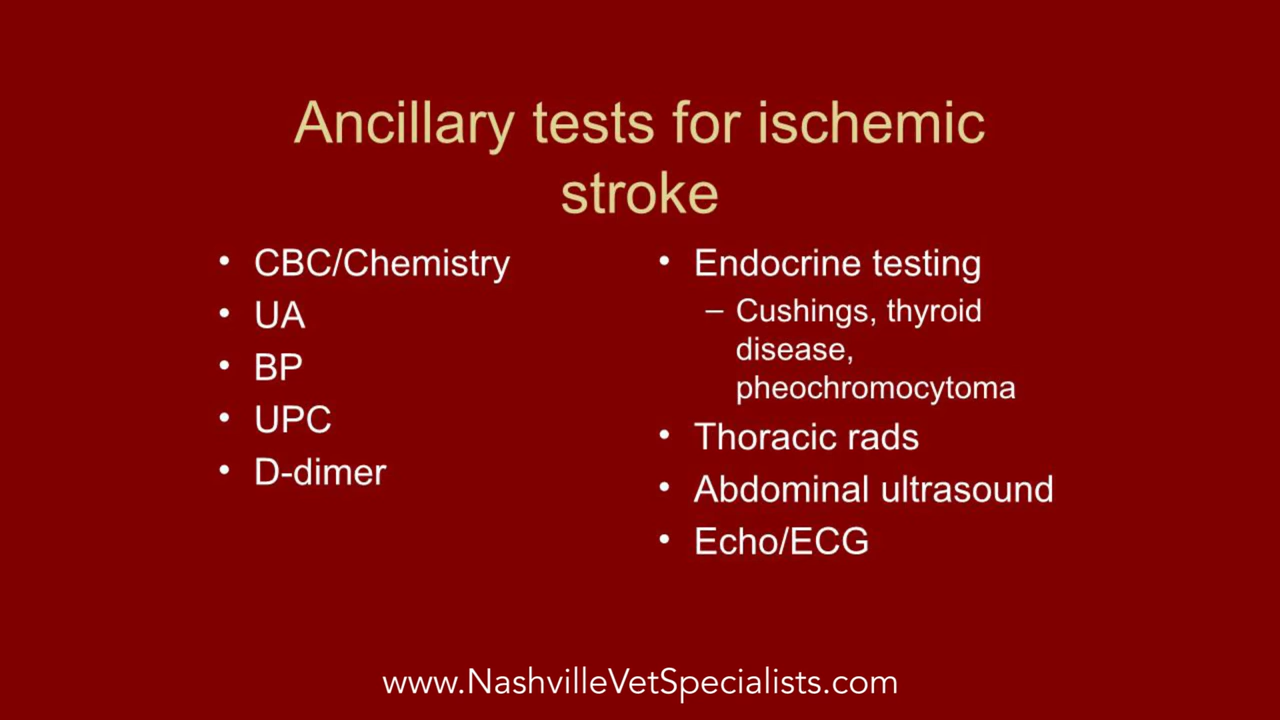 Ancillary tests for ischemic
stroke
• CBC/Chemistry
• UA
• BP
• UPC
• D-dimer
• Endocrine testing
– Cushings, thyroid
disease,
pheochromocytoma
• Thoracic rads
• Abdominal ultrasound
• Echo/ECG
www.NashvilleVetSpecialists.com